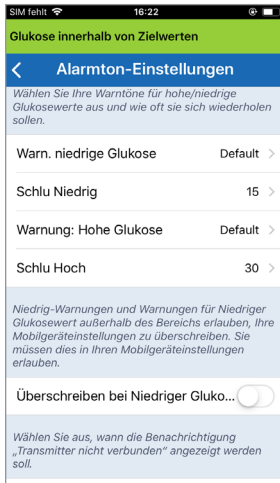 SIM fehlt 16:22
Glukose innerhalb von Zielwerten
Alarmton-Einstellungen
Wählen Sie Ihre Warntöne für hohe/niedrige
Glukosewerte aus und wie oft sie sich wiederholen
sollen.
Warn. niedrige Glukose Default
Schlu Niedrig 15
Warnung: Hohe Glukose Default
Schlu Hoch 30
Niedrig-Warnungen und Warnungen für Niedriger
Glukosewert außerhalb des Bereichs erlauben, Ihre
Mobilgeräteinstellungen zu überschreiben. Sie
müssen dies in Ihren Mobilgeräteinstellungen
erlauben.
Überschreiben bei Niedriger Gluko...
Wählen Sie aus, wann die Benachrichtigung
„Transmitter nicht verbunden" angezeigt werden
soll.